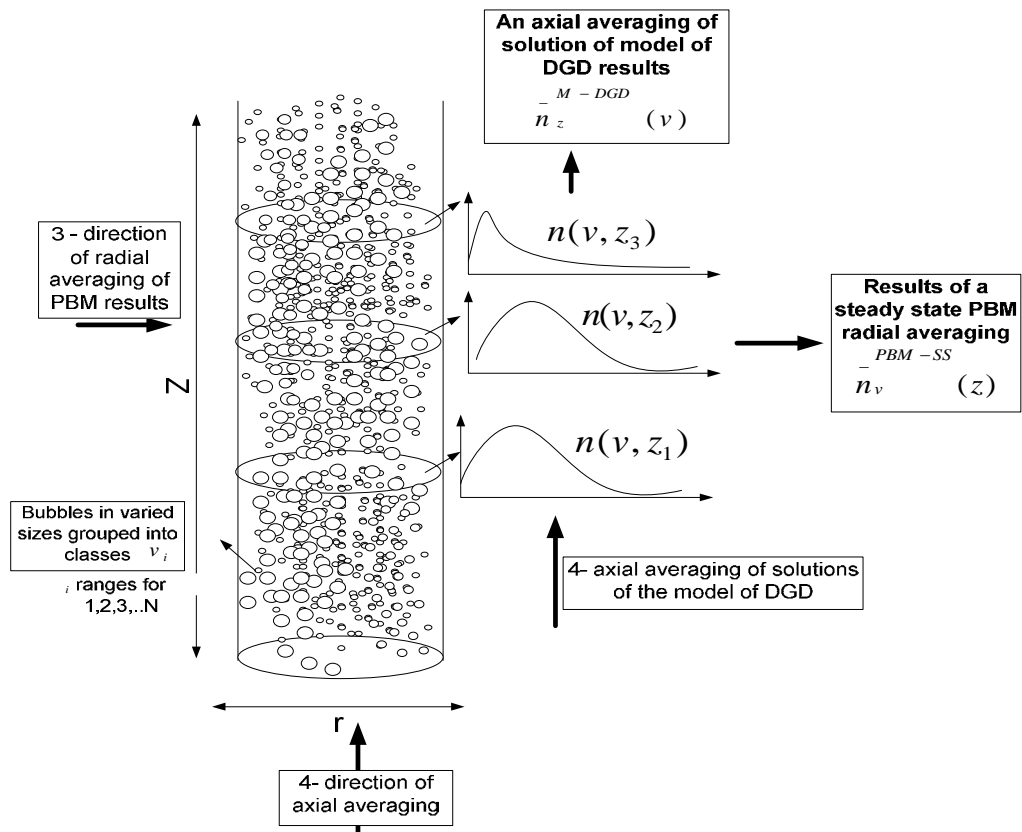 An axial averaging of
solution of model of
DGD results
n̄ z M – DGD (v)
3 - direction
of radial
averaging of
PBM results
Z
n(v, z3)
n(v, z2)
n(v, z1)
Results of a
steady state PBM
radial averaging
n̄ v PBM – SS (z)
Bubbles in varied
sizes grouped into
classes v i
i ranges for
1,2,3,..N
4- axial averaging of solutions
of the model of DGD
r
4- direction of
axial averaging